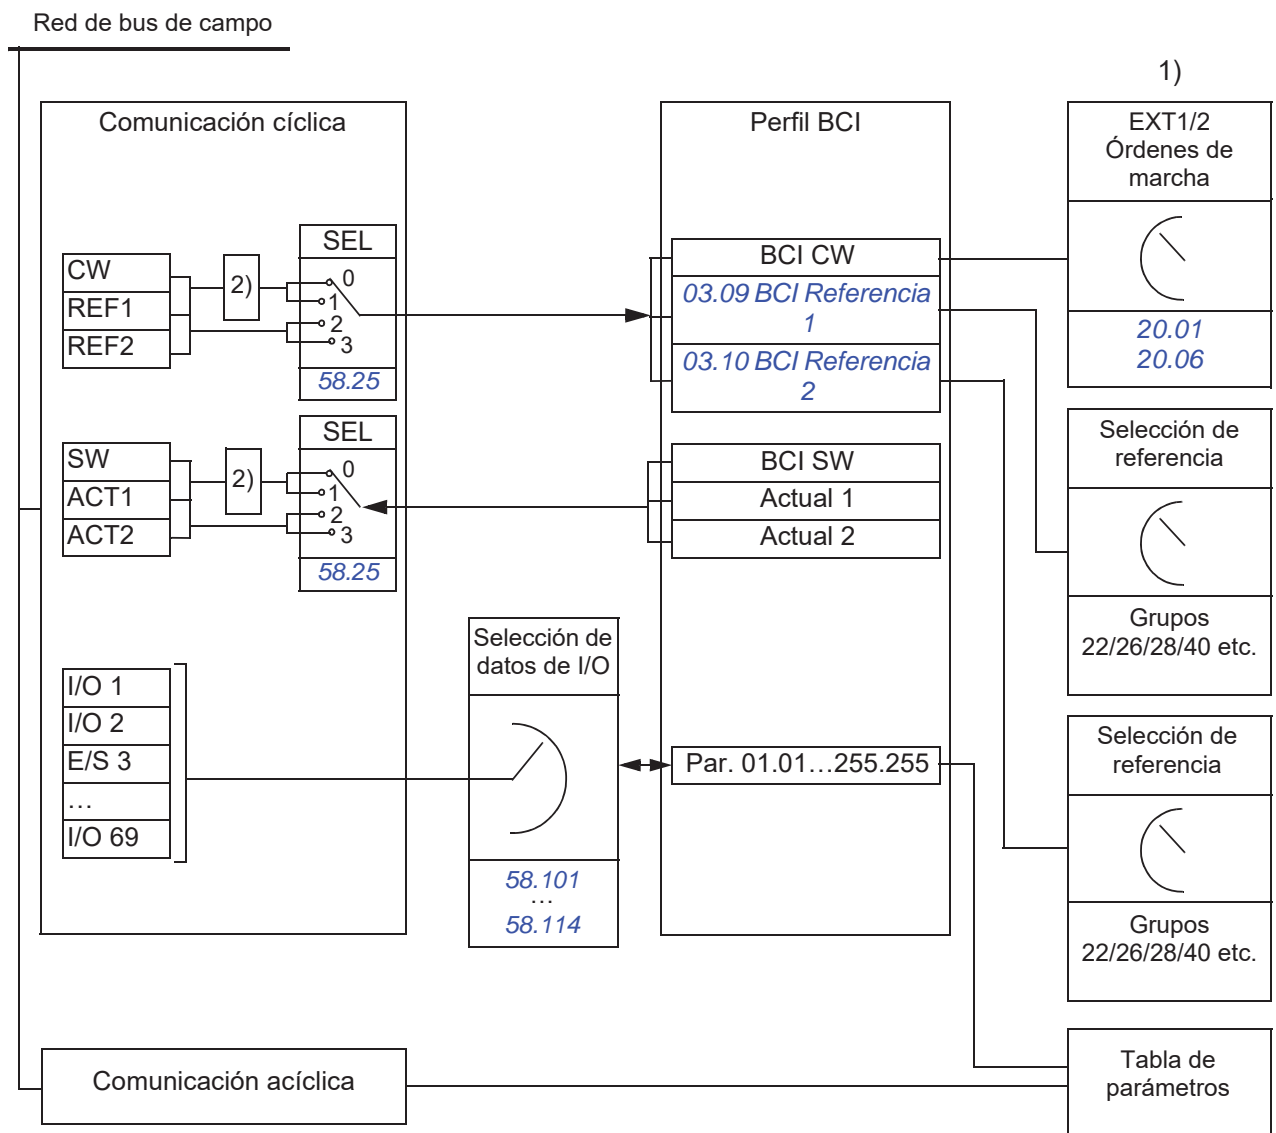 Red de bus de campo
1)
Comunicación cíclica
Perfil BCI
EXT1/2
Órdenes de
marcha
SEL
CW
REF1
REF2
2)
0
1
2
3
58.25
BCI CW
03.09 BCI Referencia
1
03.10 BCI Referencia
2
20.01
20.06
SEL
SW
ACT1
ACT2
2)
0
1
2
3
58.25
BCI SW
Actual 1
Actual 2
Selección de
referencia
Grupos
22/26/28/40 etc.
I/O 1
I/O 2
E/S 3
…
I/O 69
Selección de
datos de I/O
58.101
…
58.114
Par. 01.01…255.255
Selección de
referencia
Grupos
22/26/28/40 etc.
Comunicación acíclica
Tabla de
parámetros